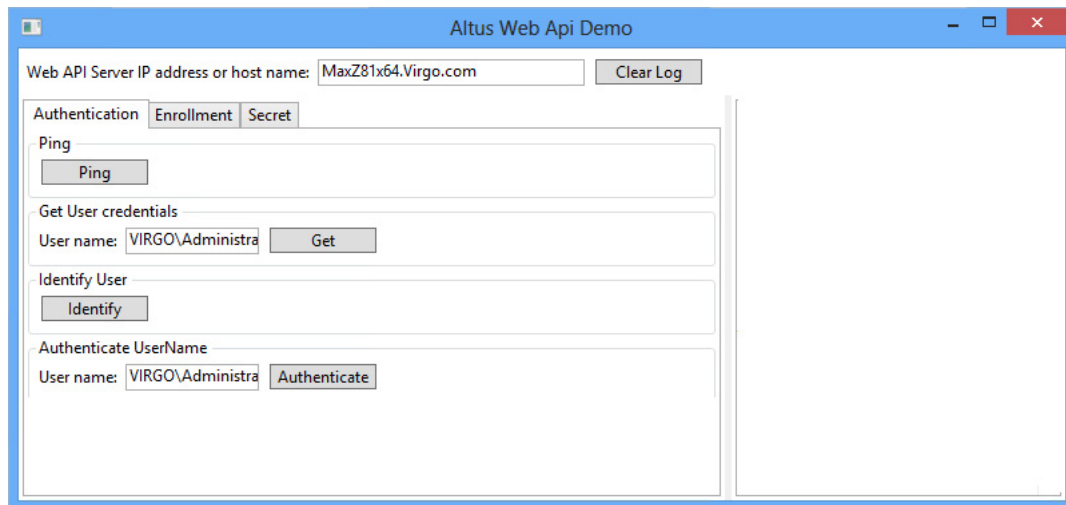 Altus Web Api Demo
Web API Server IP address or host name: MaxZ81x64.Virgo.com Clear Log
Authentication Enrollment Secret
Ping
Ping
Get User credentials
User name: VIRGO\Administra Get
Identify User
Identify
Authenticate UserName
User name: VIRGO\Administra Authenticate